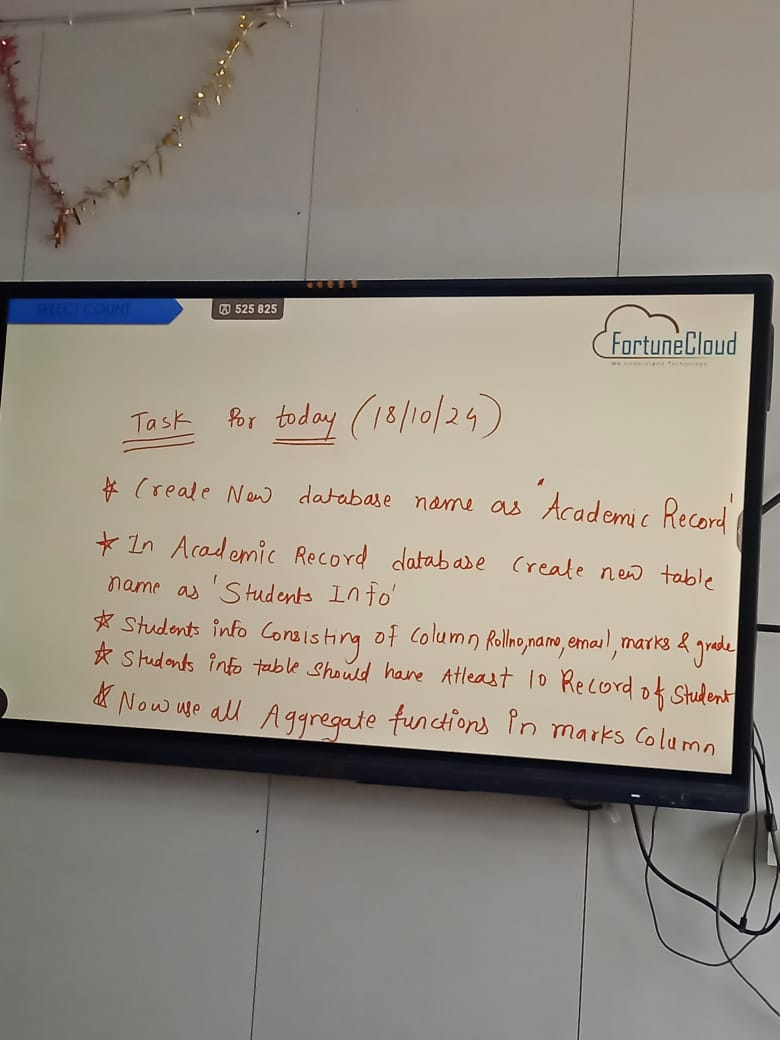 SELECT COUNT
525 825
FortuneCloud
We Understand Technology
Task for today (18/10/24)
* Create New database name as "Academic Record"
* In Academic Record database Create new table
name as 'Students Info'
* Students info Consisting of Column Rollno, name, email, marks & grade
* Students info table Should have Atleast 10 Record of Student
* Now use all Aggregate functions in marks Column